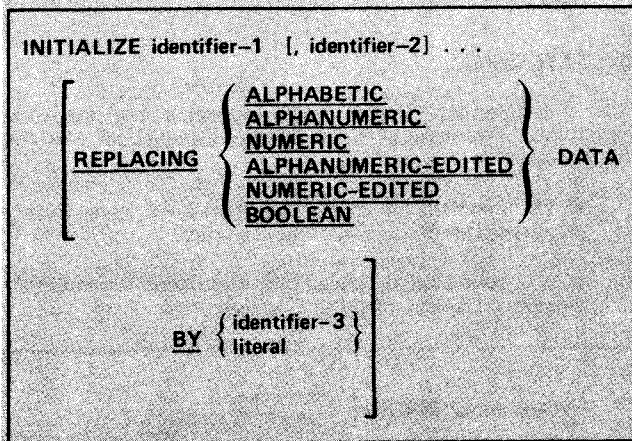 INITIALIZE identifier–1 [, identifier–2] . . .
ALPHABETIC
ALPHANUMERIC
REPLACING NUMERIC
ALPHANUMERIC-EDITED DATA
NUMERIC-EDITED
BOOLEAN
BY identifier–3
literal